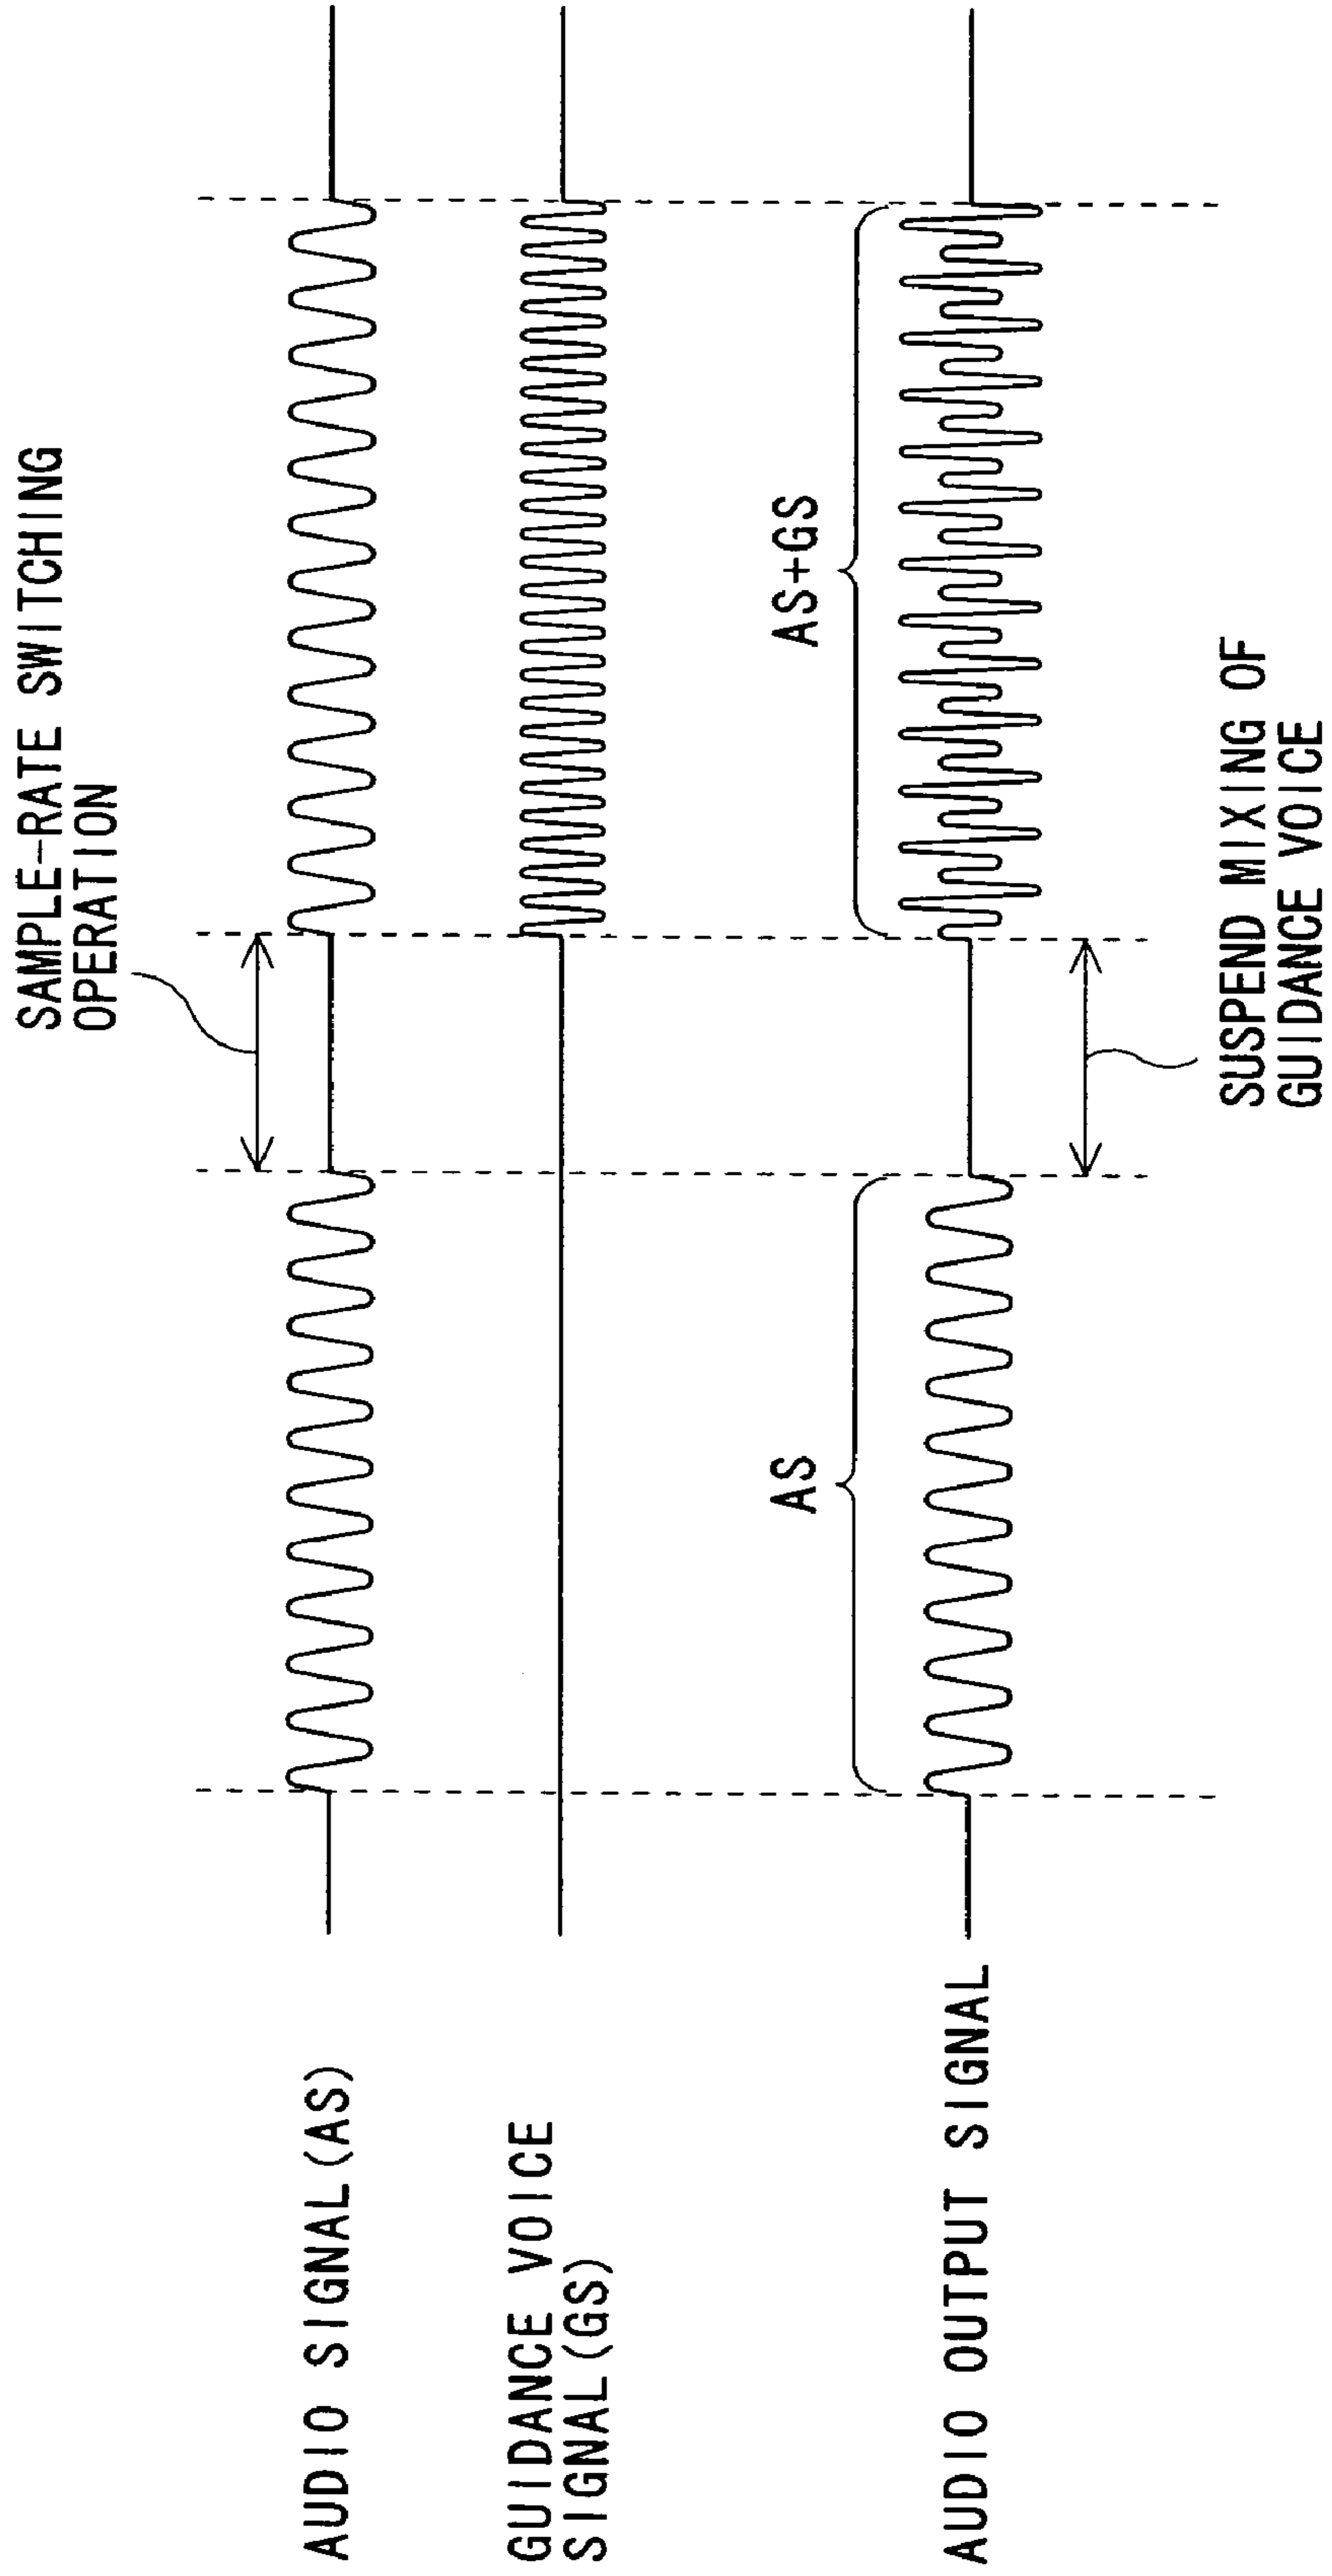 SAMPLE-RATE SWITCHING
OPERATION
AUDIO SIGNAL(AS)
GUIDANCE VOICE
SIGNAL(GS)
AS
AS+GS
AUDIO OUTPUT SIGNAL
SUSPEND MIXING OF
GUIDANCE VOICE